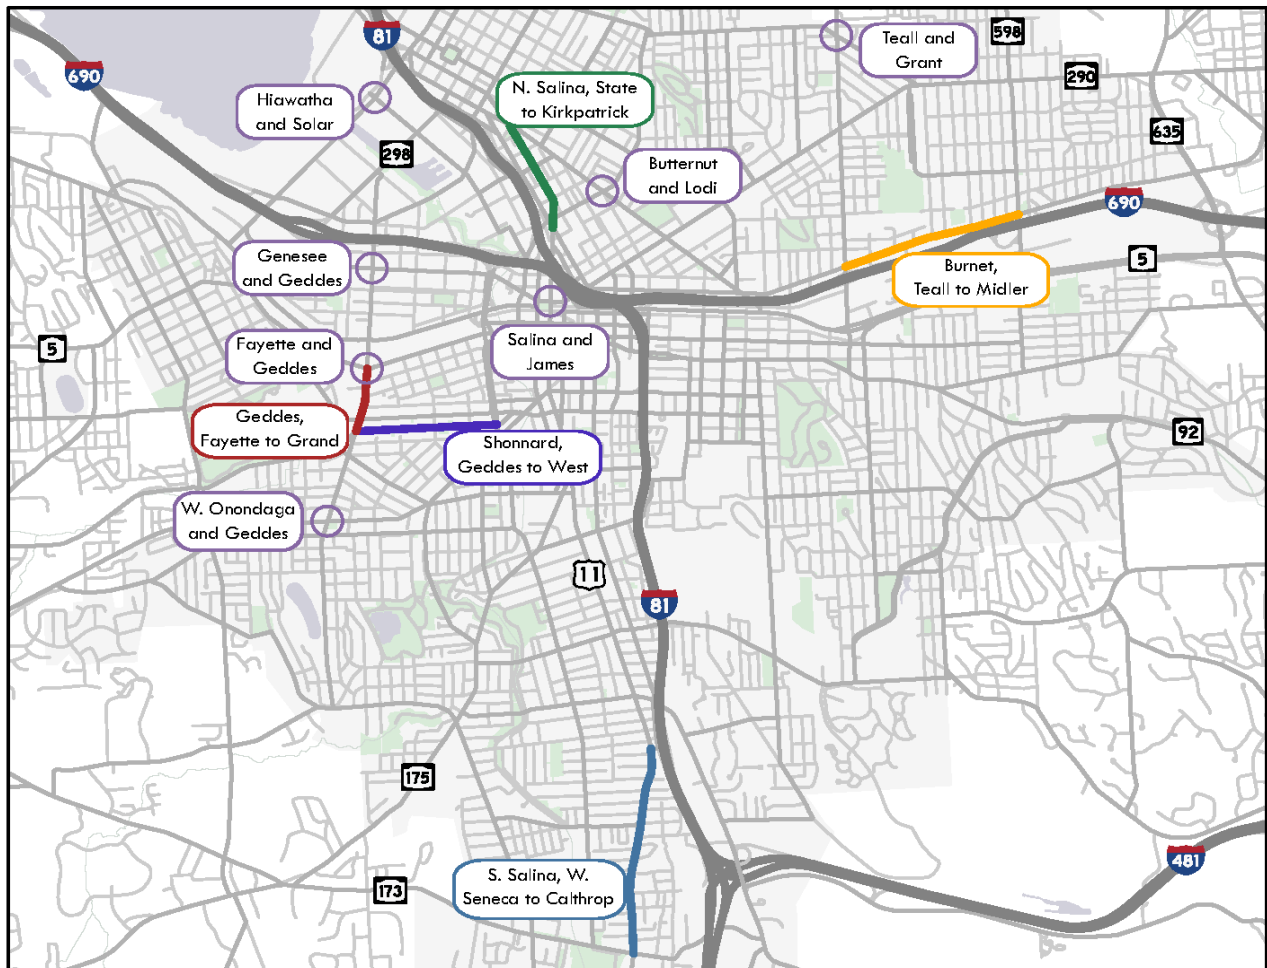 81
598
Teall and
Grant
690
290
N. Salina, State
to Kirkpatrick
Hiawatha
and Solar
635
298
Butternut
and Lodi
690
Genesee
and Geddes
5
Burnet,
Teall to Midler
5
Fayette and
Geddes
Salina and
James
Geddes,
Fayette to Grand
92
Shonnard,
Geddes to West
W. Onondaga
and Geddes
11
81
175
481
173
S. Salina, W.
Seneca to Calthrop